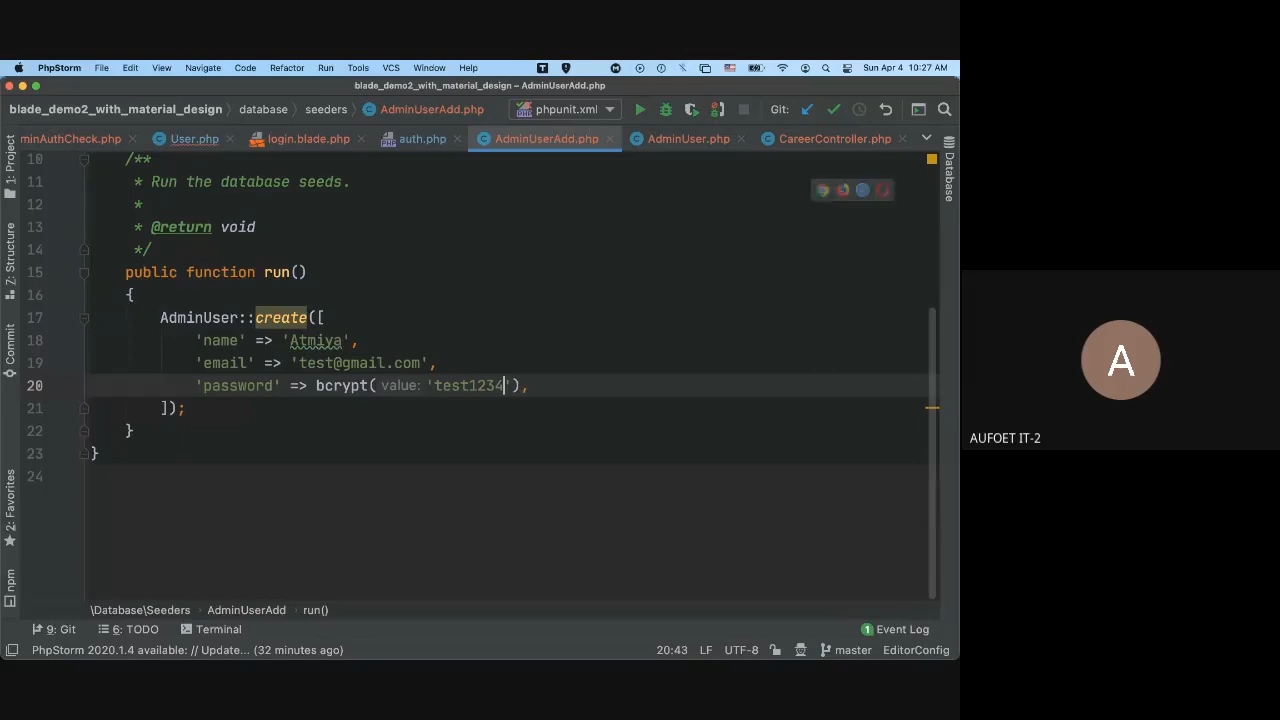 PhpStorm File Edit View Navigate Code Refactor Run Tools VCS Window Help Sun Apr 4 10:27 AM
blade_demo2_with_material_design – AdminUserAdd.php
blade_demo2_with_material_design database seeders AdminUserAdd.php phpunit.xml Git:
minAuthCheck.php User.php login.blade.php auth.php AdminUserAdd.php AdminUser.php CareerController.php
1: Project
Z: Structure
Commit
2: Favorites
npm
Database
10 /**
11 * Run the database seeds.
12 *
13 * @return void
14 */
15 public function run()
16 {
17 AdminUser::create([
18 'name' => 'Atmiya',
19 'email' => 'test@gmail.com',
20 'password' => bcrypt( value: 'test1234'),
21 ]);
22 }
23 }
24
\Database\Seeders AdminUserAdd run()
9: Git 6: TODO Terminal 1 Event Log
PhpStorm 2020.1.4 available: // Update... (32 minutes ago) 20:43 LF UTF-8 master EditorConfig
A
AUFOET IT-2